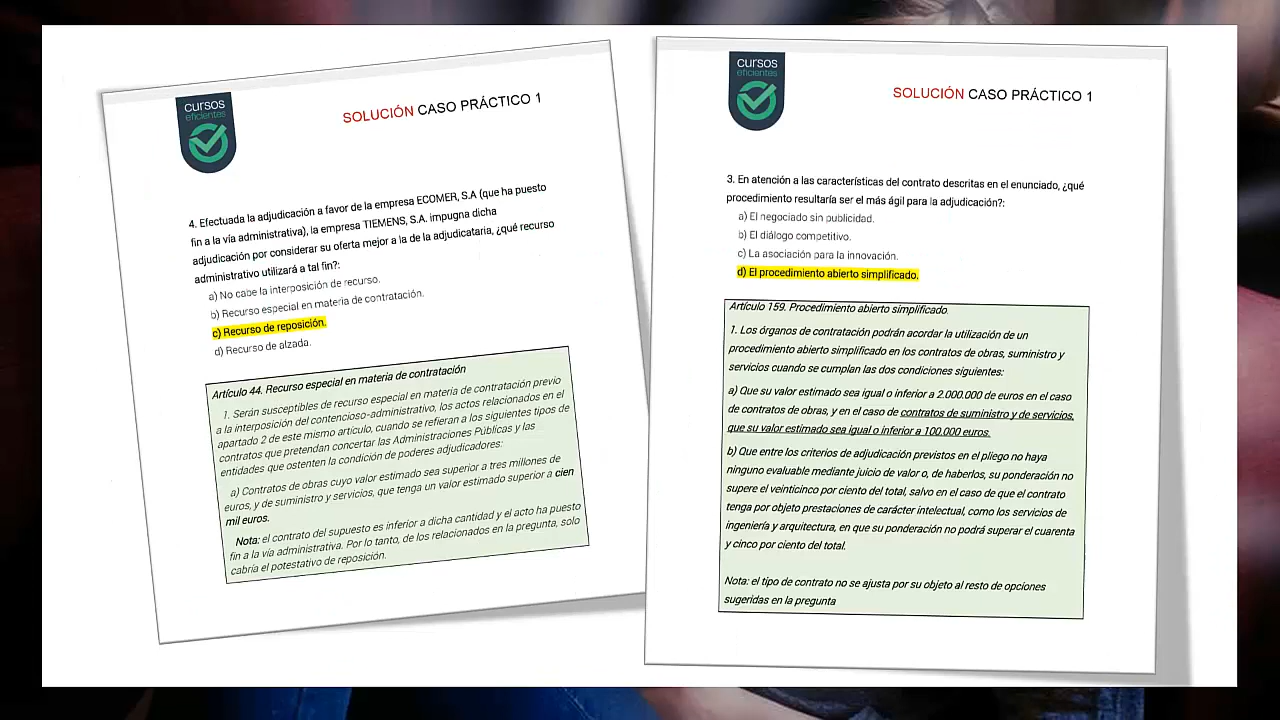 cursos
eficientes
SOLUCIÓN CASO PRÁCTICO 1
4. Efectuada la adjudicación a favor de la empresa ECOMER, S.A (que ha puesto
fin a la vía administrativa), la empresa TIEMENS, S.A. impugna dicha
adjudicación por considerar su oferta mejor a la de la adjudicataria, ¿qué recurso
administrativo utilizará a tal fin?:
a) No cabe la interposición de recurso.
b) Recurso especial en materia de contratación.
c) Recurso de reposición.
d) Recurso de alzada.
Artículo 44. Recurso especial en materia de contratación
1. Serán susceptibles de recurso especial en materia de contratación previo
a la interposición del contencioso-administrativo, los actos relacionados en el
apartado 2 de este mismo artículo, cuando se refieran a los siguientes tipos de
contratos que pretendan concertar las Administraciones Públicas y las
entidades que ostenten la condición de poderes adjudicadores:
a) Contratos de obras cuyo valor estimado sea superior a tres millones de
euros, y de suministro y servicios, que tenga un valor estimado superior a cien
mil euros.
Nota: el contrato del supuesto es inferior a dicha cantidad y el acto ha puesto
fin a la vía administrativa. Por lo tanto, de los relacionados en la pregunta, solo
cabría el potestativo de reposición.
cursos
eficientes
SOLUCIÓN CASO PRÁCTICO 1
3. En atención a las características del contrato descritas en el enunciado, ¿qué
procedimiento resultaría ser el más ágil para la adjudicación?:
a) El negociado sin publicidad.
b) El diálogo competitivo.
c) La asociación para la innovación.
d) El procedimiento abierto simplificado.
Artículo 159. Procedimiento abierto simplificado.
1. Los órganos de contratación podrán acordar la utilización de un
procedimiento abierto simplificado en los contratos de obras, suministro y
servicios cuando se cumplan las dos condiciones siguientes:
a) Que su valor estimado sea igual o inferior a 2.000.000 de euros en el caso
de contratos de obras, y en el caso de contratos de suministro y de servicios,
que su valor estimado sea igual o inferior a 100.000 euros.
b) Que entre los criterios de adjudicación previstos en el pliego no haya
ninguno evaluable mediante juicio de valor o, de haberlos, su ponderación no
supere el veinticinco por ciento del total, salvo en el caso de que el contrato
tenga por objeto prestaciones de carácter intelectual, como los servicios de
ingeniería y arquitectura, en que su ponderación no podrá superar el cuarenta
y cinco por ciento del total.
Nota: el tipo de contrato no se ajusta por su objeto al resto de opciones
sugeridas en la pregunta